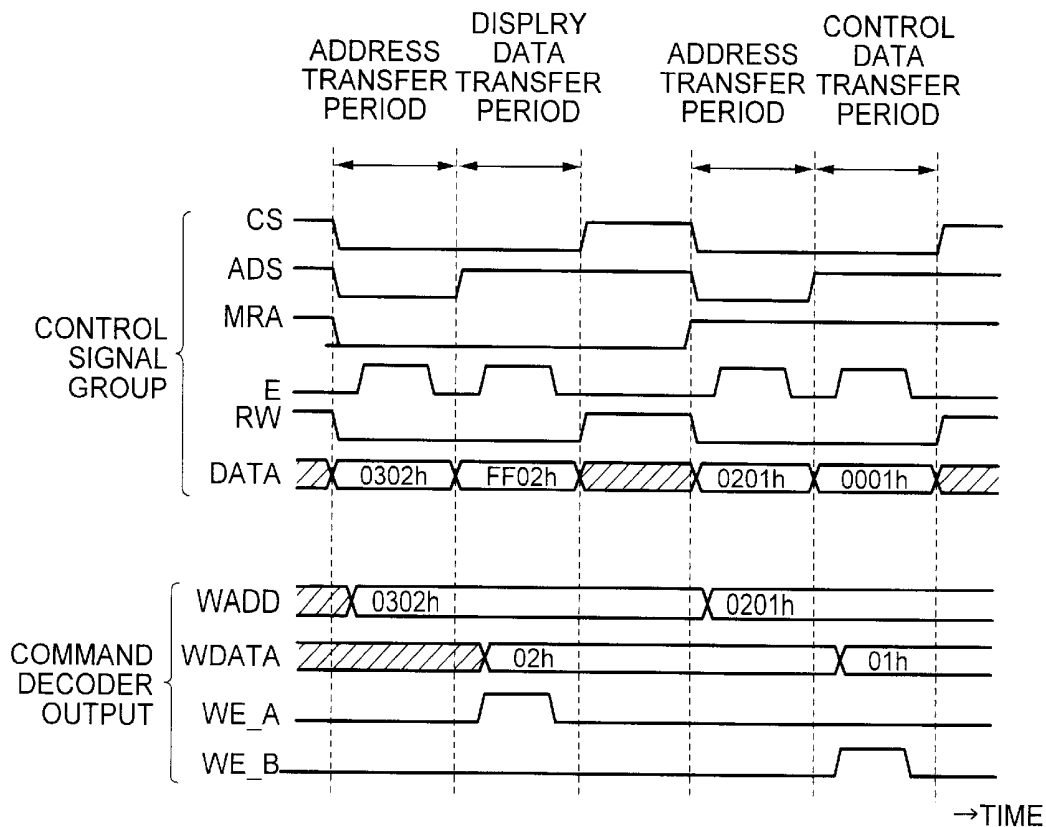 ADDRESS
TRANSFER
PERIOD
DISPLRY
DATA
TRANSFER
PERIOD
ADDRESS
TRANSFER
PERIOD
CONTROL
DATA
TRANSFER
PERIOD
CONTROL
SIGNAL
GROUP
CS
ADS
MRA
E
RW
DATA
0302h
FF02h
0201h
0001h
COMMAND
DECODER
OUTPUT
WADD
0302h
0201h
WDATA
02h
01h
WE_A
WE_B
→TIME